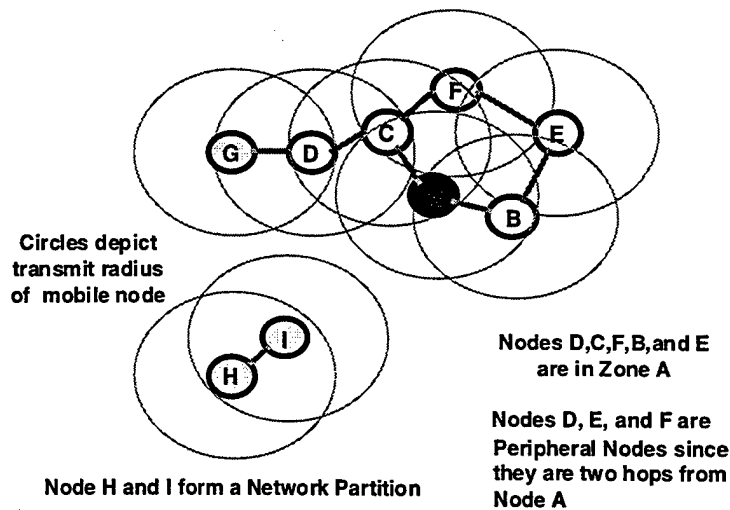 F
C
E
G
D
B
Circles depict
transmit radius
of mobile node
I
H
Nodes D,C,F,B,and E
are in Zone A
Nodes D, E, and F are
Peripheral Nodes since
they are two hops from
Node A
Node H and I form a Network Partition